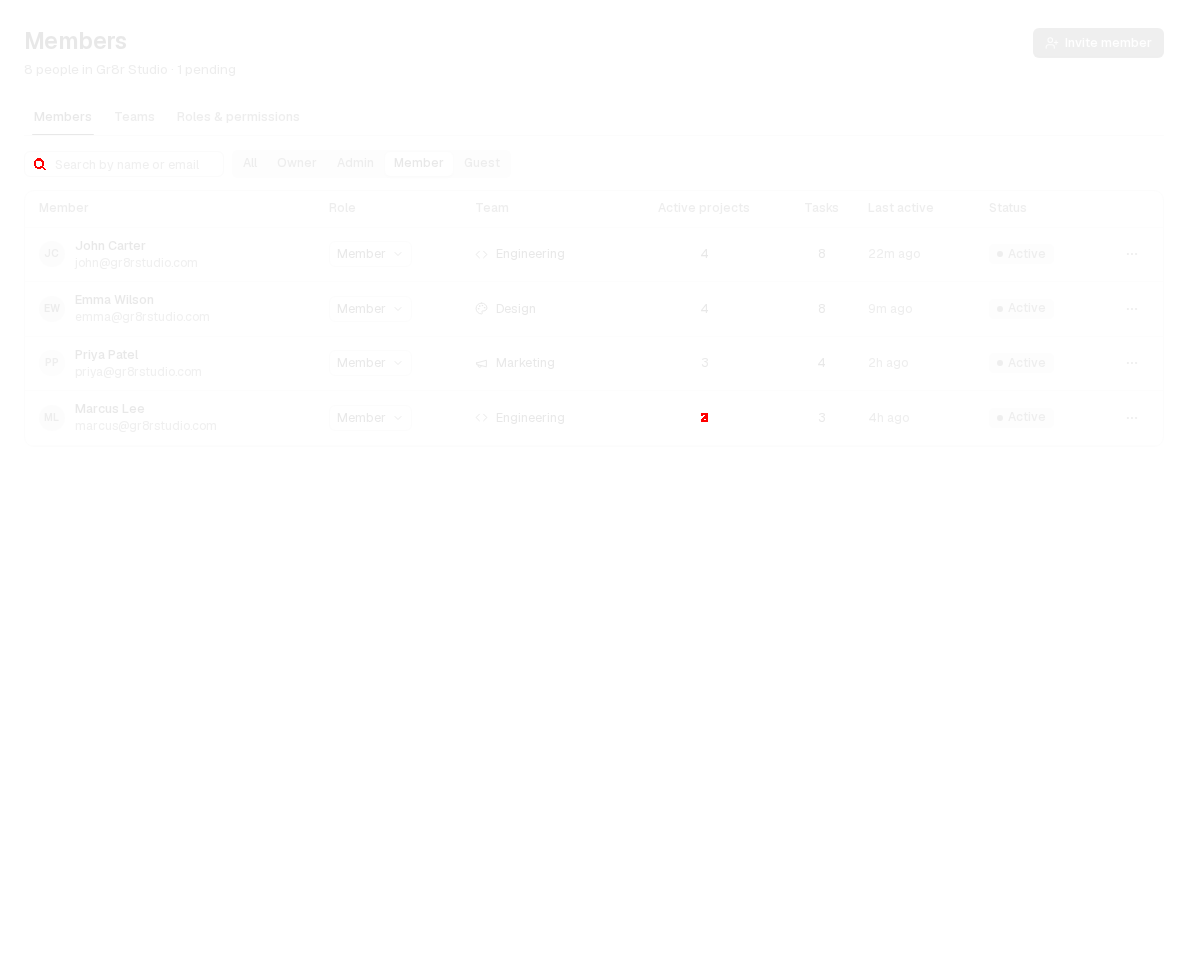 Members
Invite member
8 people in Gr8r Studio · 1 pending
Members Teams Roles & permissions
Search by name or email All Owner Admin Member Guest
Member Role Team Active projects Tasks Last active Status
JC John Carter Member Engineering 4 8 22m ago Active
john@gr8rstudio.com
EW Emma Wilson Member Design 4 8 9m ago Active
emma@gr8rstudio.com
PP Priya Patel Member Marketing 3 4 2h ago Active
priya@gr8rstudio.com
ML Marcus Lee Member Engineering 3 4h ago Active
marcus@gr8rstudio.com